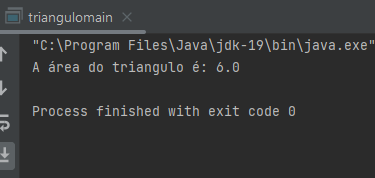 triangulomain
"C:\Program Files\Java\jdk-19\bin\java.exe"
A área do triangulo é: 6.0
Process finished with exit code 0